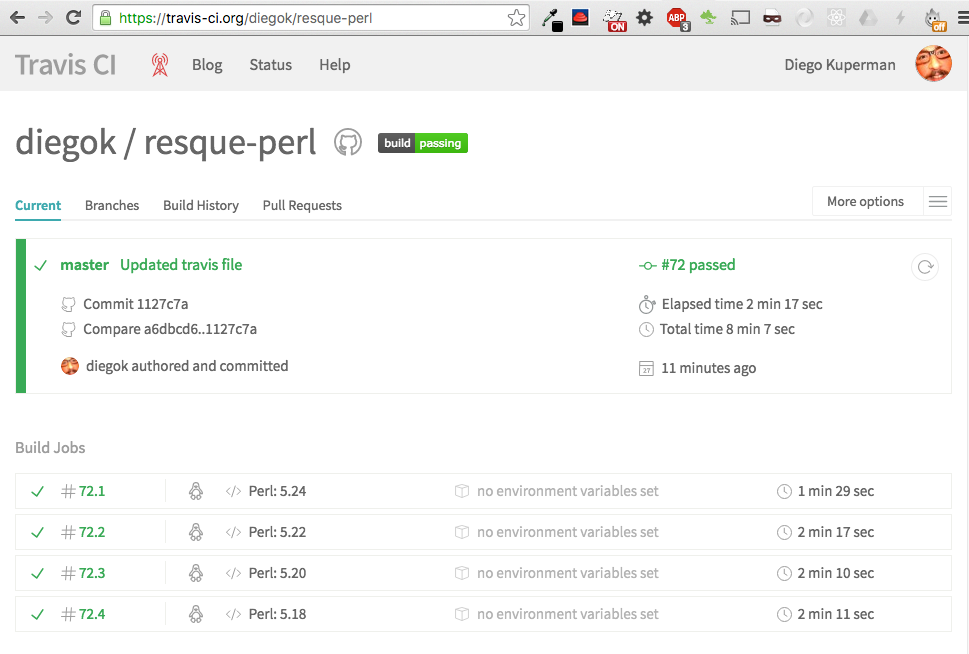 https://travis-ci.org/diegok/resque-perl
ON
ABP
3
off
Travis CI
Blog
Status
Help
Diego Kuperman
diegok / resque-perl
build passing
Current
Branches
Build History
Pull Requests
More options
master Updated travis file
#72 passed
Commit 1127c7a
Elapsed time 2 min 17 sec
Compare a6dbcd6..1127c7a
Total time 8 min 7 sec
diegok authored and committed
27
11 minutes ago
Build Jobs
# 72.1 </> Perl: 5.24 no environment variables set 1 min 29 sec
# 72.2 </> Perl: 5.22 no environment variables set 2 min 17 sec
# 72.3 </> Perl: 5.20 no environment variables set 2 min 10 sec
# 72.4 </> Perl: 5.18 no environment variables set 2 min 11 sec